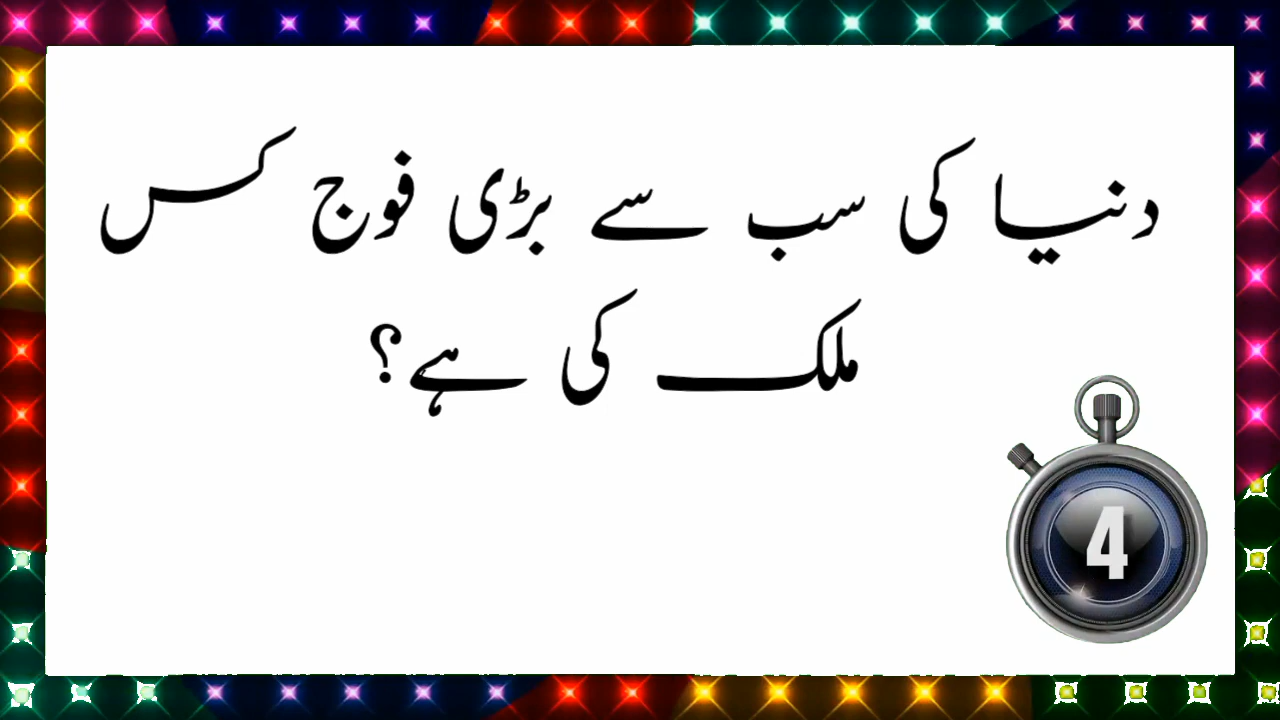 دنیا کی سب سے بڑی فوج کس
ملک کی ہے؟
4